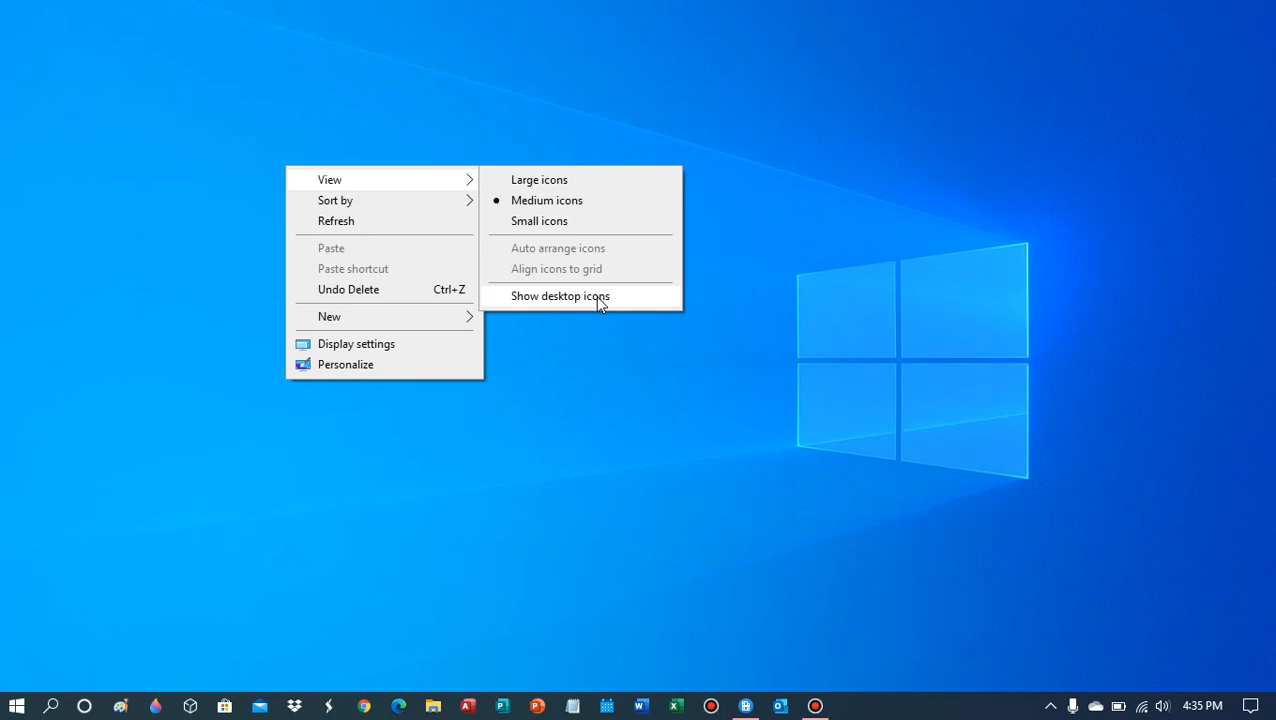 View
Sort by
Refresh
Paste
Paste shortcut
Undo Delete Ctrl+Z
New
Display settings
Personalize
Large icons
Medium icons
Small icons
Auto arrange icons
Align icons to grid
Show desktop icons
4:35 PM